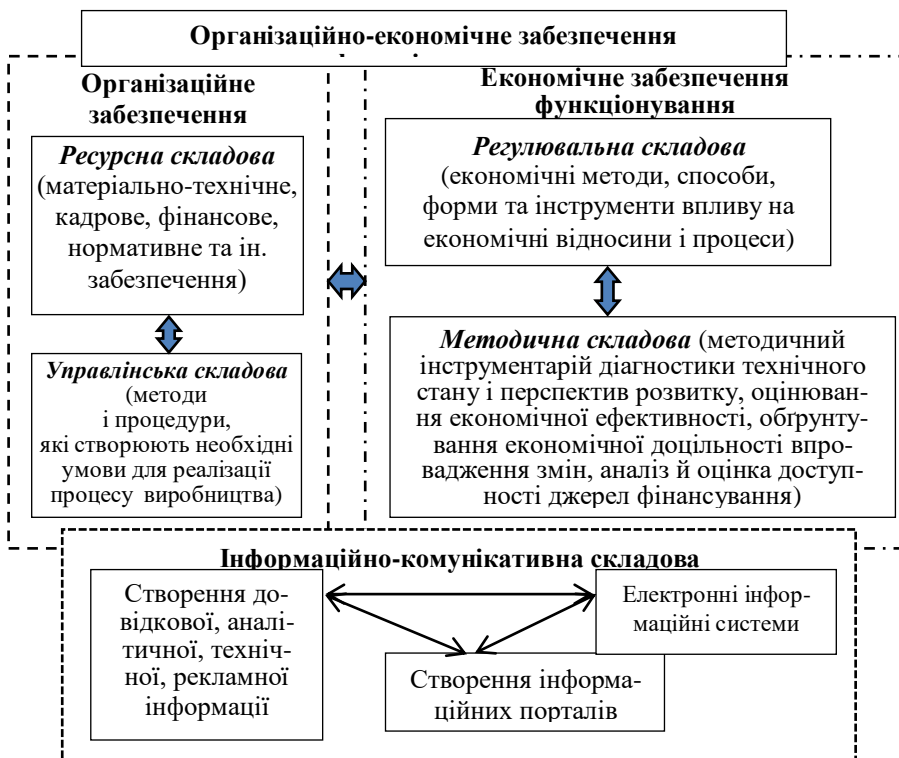 Організаційно-економічне забезпечення
Організаційне
забезпечення
Ресурсна складова
(матеріально-технічне,
кадрове, фінансове,
нормативне та ін.
забезпечення)
Управлінська складова
(методи
і процедури,
які створюють необхідні
умови для реалізації
процесу виробництва)
Економічне забезпечення
функціонування
Регулювальна складова
(економічні методи, способи,
форми та інструменти впливу на
економічні відносини і процеси)
Методична складова (методичний
інструментарій діагностики технічного
стану і перспектив розвитку, оцінюван-
ня економічної ефективності, обґрунту-
вання економічної доцільності впро-
вадження змін, аналіз й оцінка доступ-
ності джерел фінансування)
Інформаційно-комунікативна складова
Створення до-
відкової, аналі-
тичної, техніч-
ної, рекламної
інформації
Створення інформа-
ційних порталів
Електронні інфор-
маційні системи